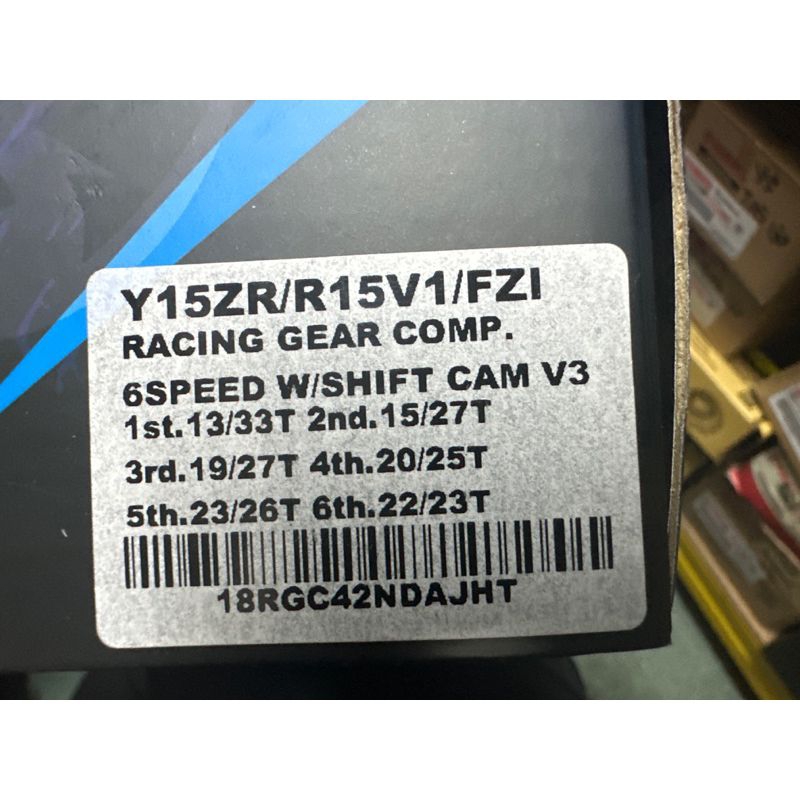 Y15ZR/R15V1/FZI
RACING GEAR COMP.
6SPEED W/SHIFT CAM V3
1st.13/33T 2nd.15/27T
3rd.19/27T 4th.20/25T
5th.23/26T 6th.22/23T
18RGC42NDAJHT